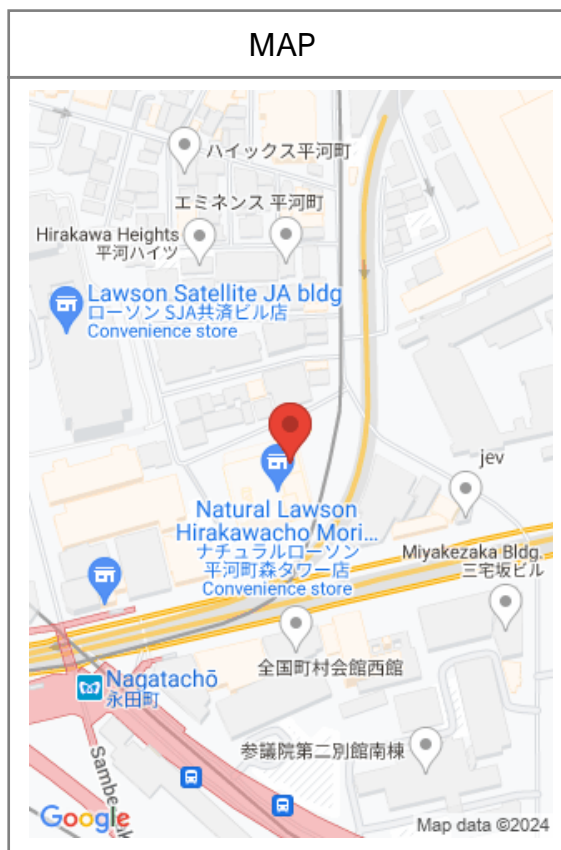 MAP
ハイックス平河町
エミネンス 平河町
Hirakawa Heights
平河ハイツ
Lawson Satellite JA bldg
ローソン SJA共済ビル店
Convenience store
jev
Natural Lawson
Hirakawacho Mori...
ナチュラルローソン
平河町森タワー店
Convenience store
Miyakezaka Bldg.
三宅坂ビル
全国町村会館西館
Nagatachō
永田町
参議院第二別館南棟
Google
Map data ©2024